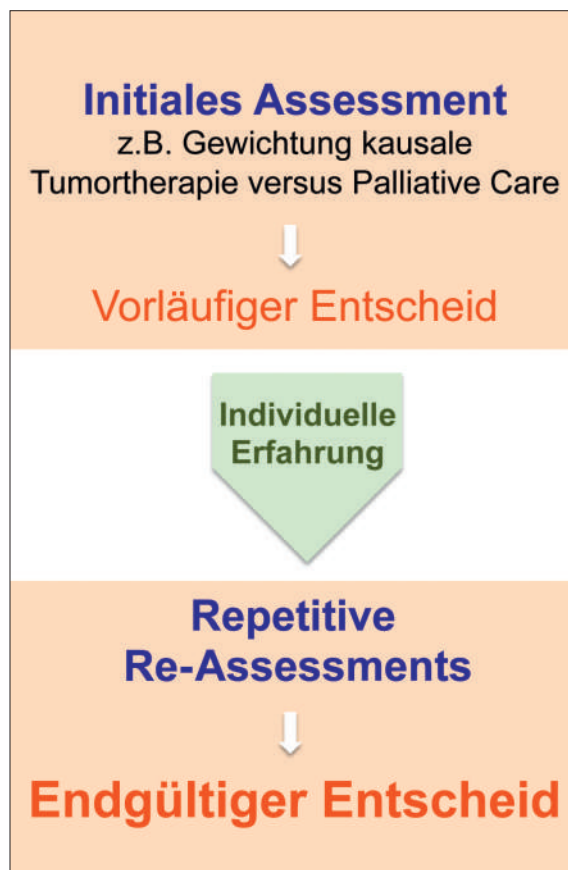 Initiales Assessment
z.B. Gewichtung kausale
Tumortherapie versus Palliative Care
Vorläufiger Entscheid
Individuelle
Erfahrung
Repetitive
Re-Assessments
Endgültiger Entscheid